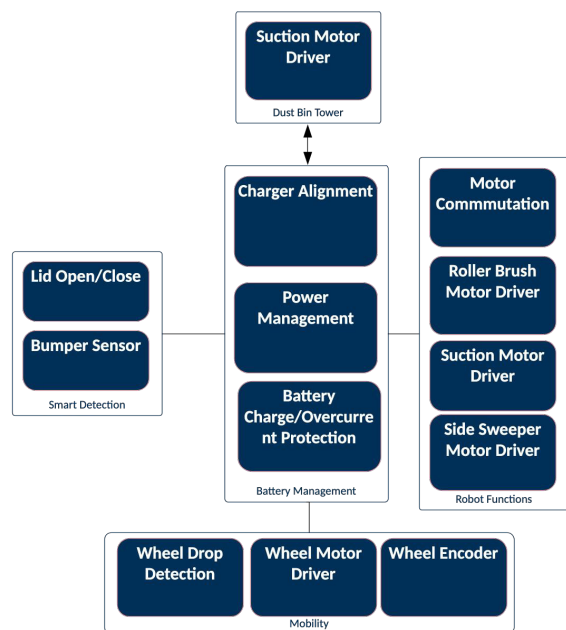 Suction Motor
Driver
Dust Bin Tower
Charger Alignment
Power
Management
Battery
Charge/Overcurre
nt Protection
Battery Management
Lid Open/Close
Bumper Sensor
Smart Detection
Motor
Commmutation
Roller Brush
Motor Driver
Suction Motor
Driver
Side Sweeper
Motor Driver
Robot Functions
Wheel Drop
Detection
Wheel Motor
Driver
Wheel Encoder
Mobility